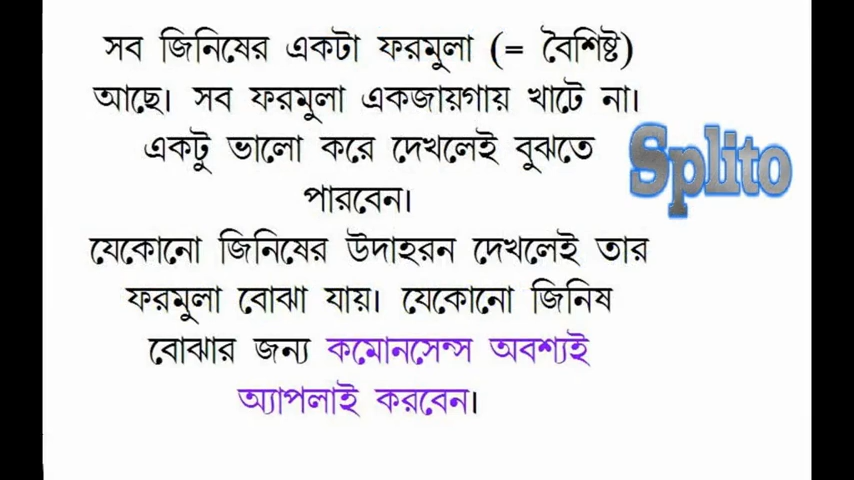 সব জিনিষের একটা ফরমুলা (= বৈশিষ্ট)
আছে। সব ফরমুলা একজায়গায় খাটে না।
একটু ভালো করে দেখলেই বুঝতে
পারবেন।
Splito
যেকোনো জিনিষের উদাহরন দেখলেই তার
ফরমুলা বোঝা যায়। যেকোনো জিনিষ
বোঝার জন্য কমোনসেন্স অবশ্যই
অ্যাপলাই করবেন।